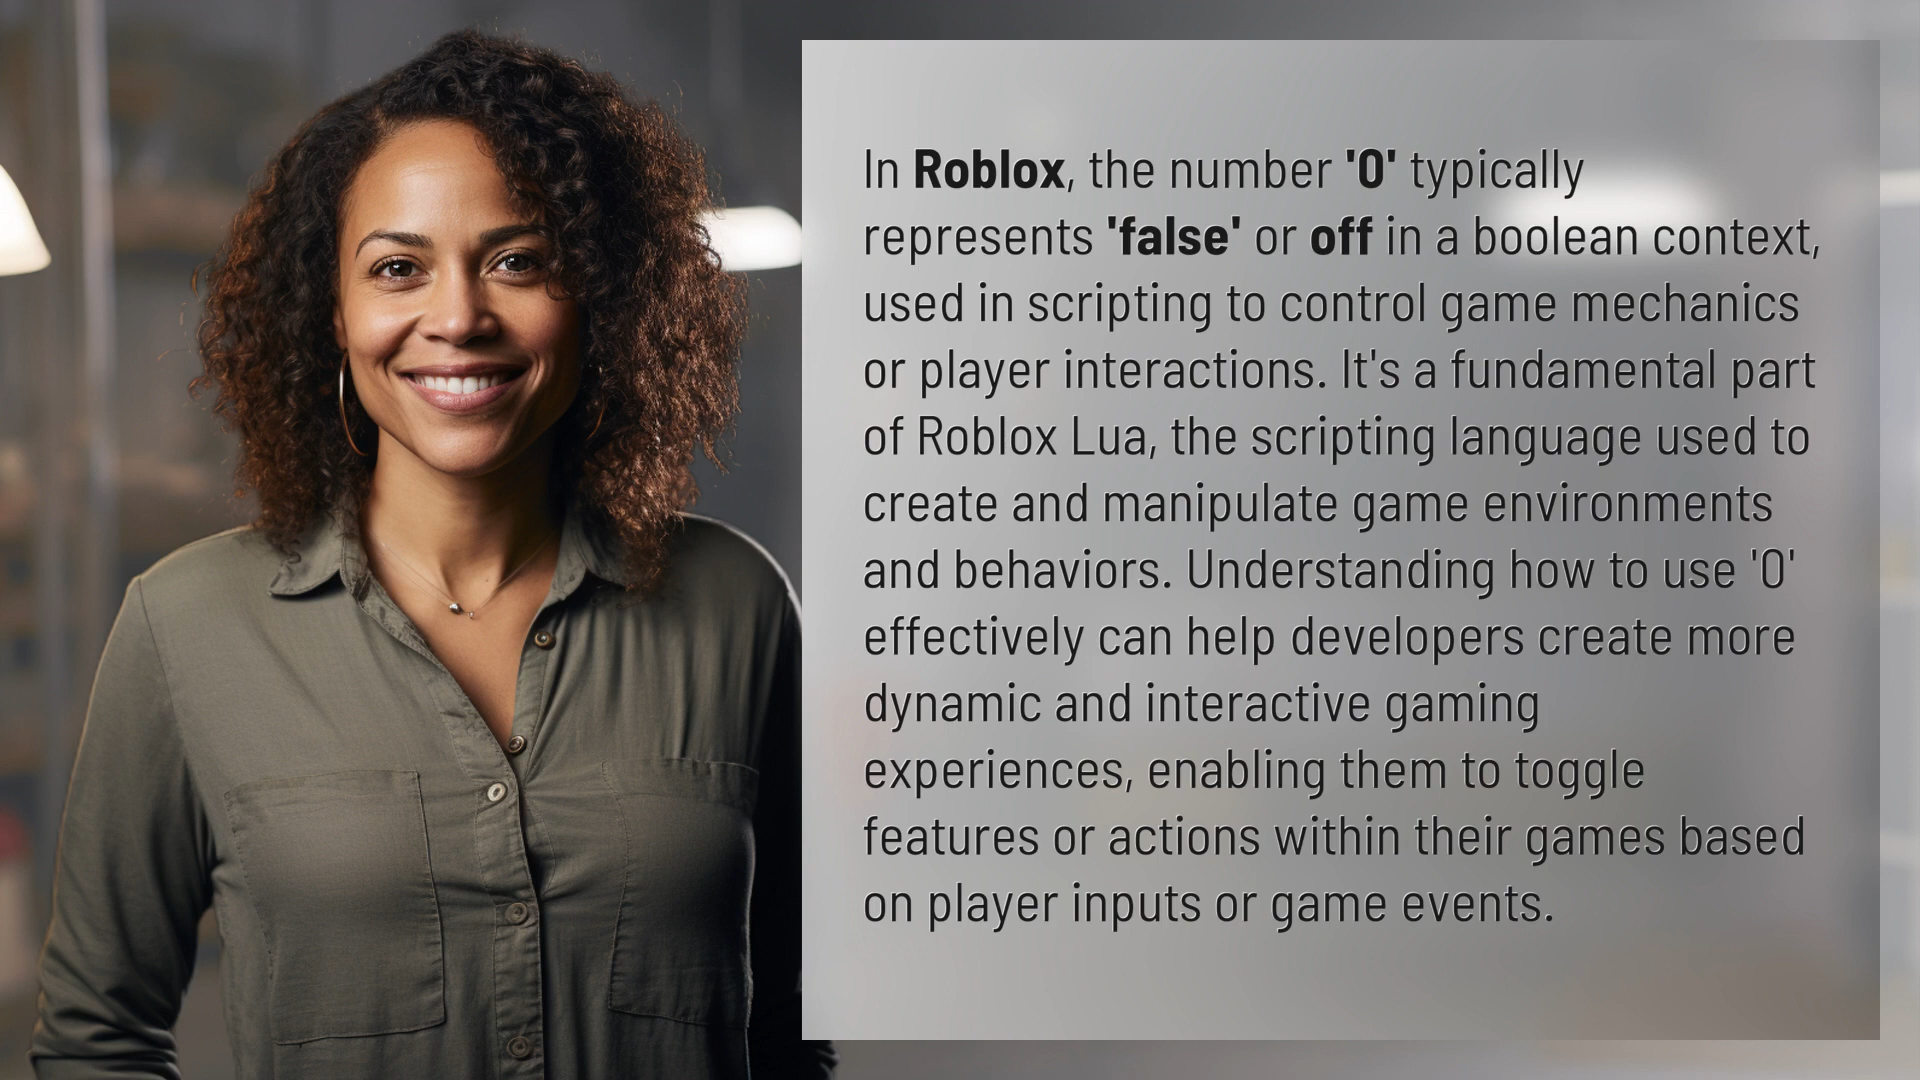 In Roblox, the number '0' typically
represents 'false' or off in a boolean context,
used in scripting to control game mechanics
or player interactions. It's a fundamental part
of Roblox Lua, the scripting language used to
create and manipulate game environments
and behaviors. Understanding how to use '0'
effectively can help developers create more
dynamic and interactive gaming
experiences, enabling them to toggle
features or actions within their games based
on player inputs or game events.